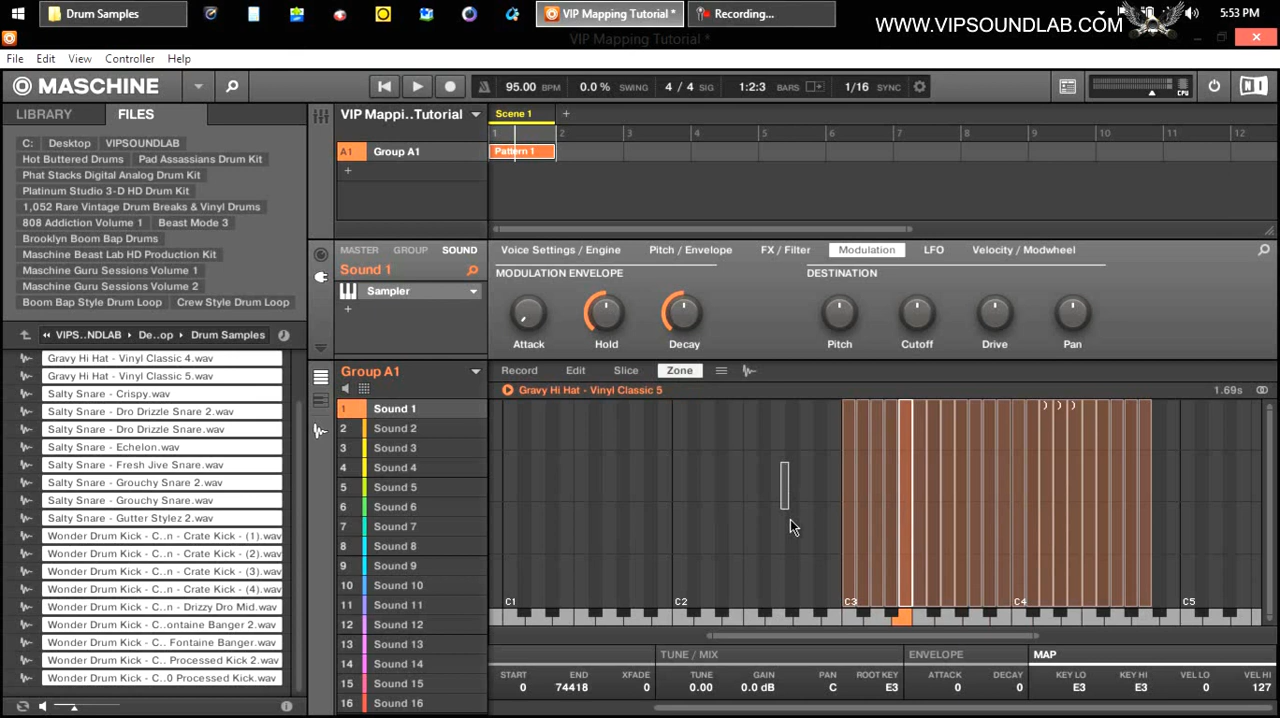 Drum Samples
VIP Mapping Tutorial *
Recording...
WWW.VIPSOUNDLAB.COM
5:53 PM
VIP Mapping Tutorial *
File Edit View Controller Help
MASCHINE
95.00 BPM
0.0% SWING
4 / 4 SIG
1:2:3 BARS
1/16 SYNC
CPU
LIBRARY FILES
VIP Mappi..Tutorial
Scene 1
+
1 2 3 4 5 6 7 8 9 10 11 12
A1 Group A1
Pattern 1
+
C: Desktop VIPSOUNDLAB
Hot Buttered Drums Pad Assassians Drum Kit
Phat Stacks Digital Analog Drum Kit
Platinum Studio 3-D HD Drum Kit
1,052 Rare Vintage Drum Breaks & Vinyl Drums
808 Addiction Volume 1 Beast Mode 3
Brooklyn Boom Bap Drums
Maschine Beast Lab HD Production Kit
Maschine Guru Sessions Volume 1
Maschine Guru Sessions Volume 2
Boom Bap Style Drum Loop Crew Style Drum Loop
VIPS..NDLAB De...op Drum Samples
Gravy Hi Hat - Vinyl Classic 4.wav
Gravy Hi Hat - Vinyl Classic 5.wav
Salty Snare - Crispy.wav
Salty Snare - Dro Drizzle Snare 2.wav
Salty Snare - Dro Drizzle Snare.wav
Salty Snare - Echelon.wav
Salty Snare - Fresh Jive Snare.wav
Salty Snare - Grouchy Snare 2.wav
Salty Snare - Grouchy Snare.wav
Salty Snare - Gutter Stylez 2.wav
Wonder Drum Kick - C..n - Crate Kick - (1).wav
Wonder Drum Kick - C..n - Crate Kick - (2).wav
Wonder Drum Kick - C..n - Crate Kick - (3).wav
Wonder Drum Kick - C..n - Crate Kick - (4).wav
Wonder Drum Kick - C..n - Drizzy Dro Mid.wav
Wonder Drum Kick - C..ontaine Banger 2.wav
Wonder Drum Kick - C.. Fontaine Banger.wav
Wonder Drum Kick - C.. Processed Kick 2.wav
Wonder Drum Kick - C..0 Processed Kick.wav
MASTER GROUP SOUND
Sound 1
Sampler
+
Voice Settings / Engine Pitch / Envelope FX / Filter Modulation LFO Velocity / Modwheel
MODULATION ENVELOPE DESTINATION
Attack Hold Decay Pitch Cutoff Drive Pan
Group A1
Record Edit Slice Zone
Gravy Hi Hat - Vinyl Classic 5
1.69s
1 Sound 1
2 Sound 2
3 Sound 3
4 Sound 4
5 Sound 5
6 Sound 6
7 Sound 7
8 Sound 8
9 Sound 9
10 Sound 10
11 Sound 11
12 Sound 12
13 Sound 13
14 Sound 14
15 Sound 15
16 Sound 16
C1 C2 C3 C4 C5
TUNE / MIX ENVELOPE MAP
START END XFADE TUNE GAIN PAN ROOT KEY ATTACK DECAY KEY LO KEY HI VEL LO VEL HI
0 74418 0 0.00 0.0 dB C E3 0 0 E3 E3 0 127